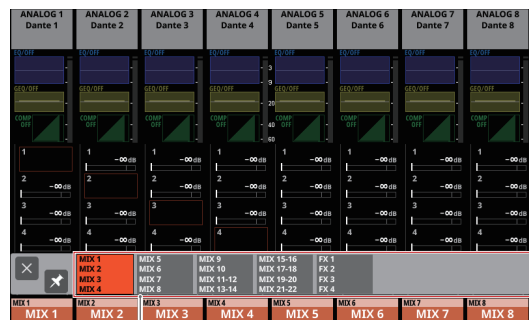 ANALOG 1 ANALOG 2 ANALOG 3 ANALOG 4 ANALOG 5 ANALOG 6 ANALOG 7 ANALOG 8
Dante 1 Dante 2 Dante 3 Dante 4 Dante 5 Dante 6 Dante 7 Dante 8
EQ/OFF EQ/OFF EQ/OFF EQ/OFF EQ/OFF EQ/OFF EQ/OFF EQ/OFF
3
9
GEQ/OFF GEQ/OFF GEQ/OFF GEQ/OFF GEQ/OFF GEQ/OFF GEQ/OFF GEQ/OFF
20
COMP COMP COMP COMP COMP COMP COMP COMP
OFF OFF OFF OFF OFF OFF OFF OFF
40
60
1 1 1 1 1 1 1 1
-∞dB -∞dB -∞dB -∞dB -∞dB -∞dB -∞dB
2 2 2 2 2 2 2 2
-∞dB -∞dB -∞dB -∞dB -∞dB -∞dB -∞dB
3 3 3 3 3 3 3 3
-∞dB -∞dB -∞dB -∞dB -∞dB -∞dB -∞dB
4 4 4 4 4 4 4 4
MIX 1 MIX 5 MIX 9 MIX 15-16 FX 1
MIX 2 MIX 6 MIX 10 MIX 17-18 FX 2
MIX 3 MIX 7 MIX 11-12 MIX 19-20 FX 3
MIX 4 MIX 8 MIX 13-14 MIX 21-22 FX 4
MIX 1 MIX 2 MIX 3 MIX 4 MIX 5 MIX 6 MIX 7 MIX 8
MIX 1 MIX 2 MIX 3 MIX 4 MIX 5 MIX 6 MIX 7 MIX 8